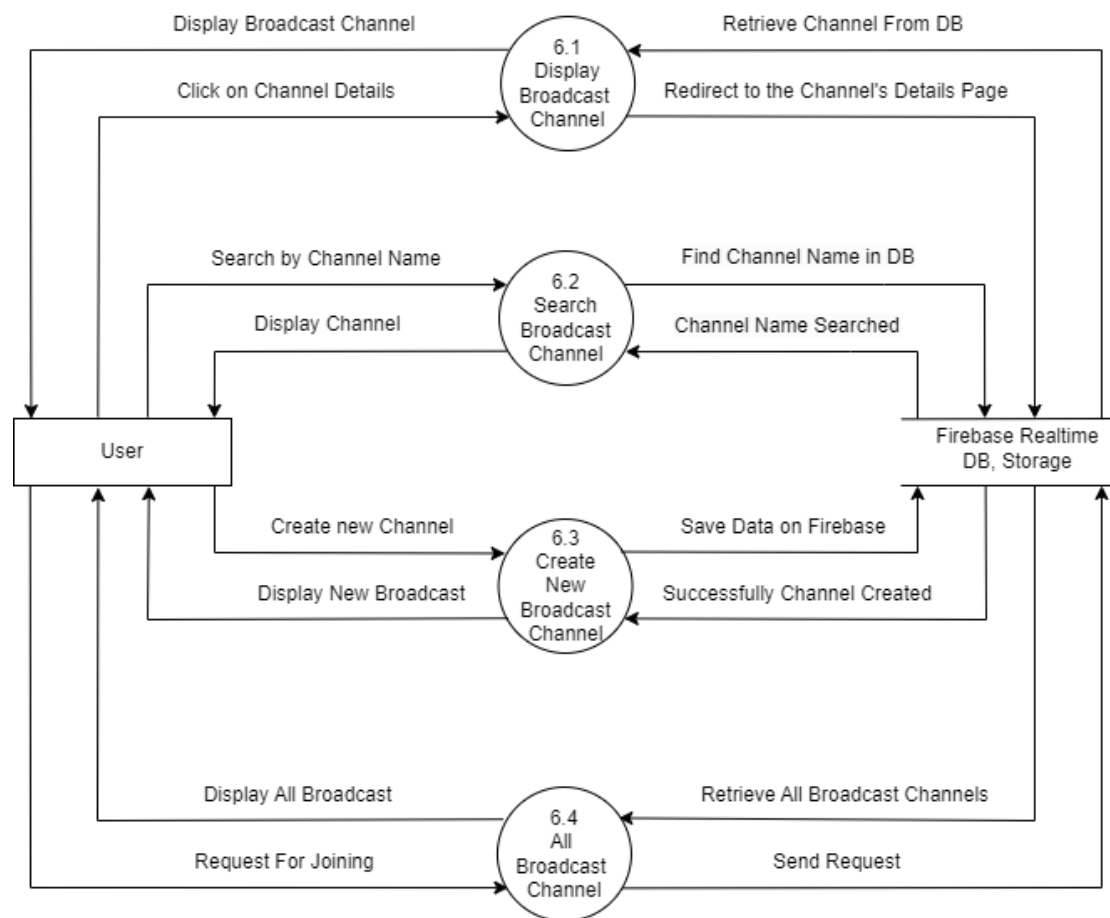 Display Broadcast Channel
Retrieve Channel From DB
6.1
Display
Broadcast
Channel
Click on Channel Details
Redirect to the Channel's Details Page
Search by Channel Name
Find Channel Name in DB
6.2
Search
Broadcast
Channel
Display Channel
Channel Name Searched
User
Firebase Realtime
DB, Storage
Create new Channel
Save Data on Firebase
6.3
Create
New
Broadcast
Channel
Display New Broadcast
Successfully Channel Created
Display All Broadcast
Retrieve All Broadcast Channels
6.4
All
Broadcast
Channel
Request For Joining
Send Request